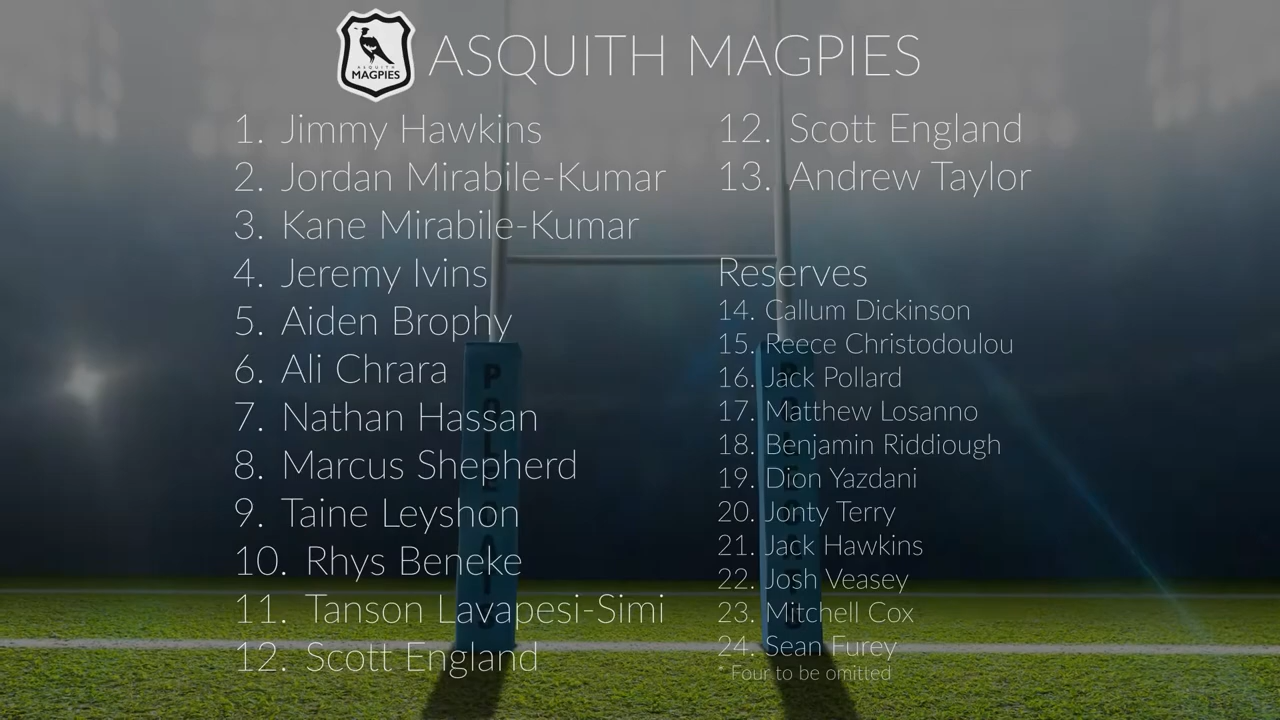 ASQUITH
MAGPIES
ASQUITH MAGPIES
1. Jimmy Hawkins
2. Jordan Mirabile-Kumar
3. Kane Mirabile-Kumar
4. Jeremy Ivins
5. Aiden Brophy
6. Ali Chrara
7. Nathan Hassan
8. Marcus Shepherd
9. Taine Leyshon
10. Rhys Beneke
11. Tanson Lavapesi-Simi
12. Scott England
12. Scott England
13. Andrew Taylor
Reserves
14. Callum Dickinson
15. Reece Christodoulou
16. Jack Pollard
17. Matthew Losanno
18. Benjamin Riddiough
19. Dion Yazdani
20. Jonty Terry
21. Jack Hawkins
22. Josh Veasey
23. Mitchell Cox
24. Sean Furey
* Four to be omitted